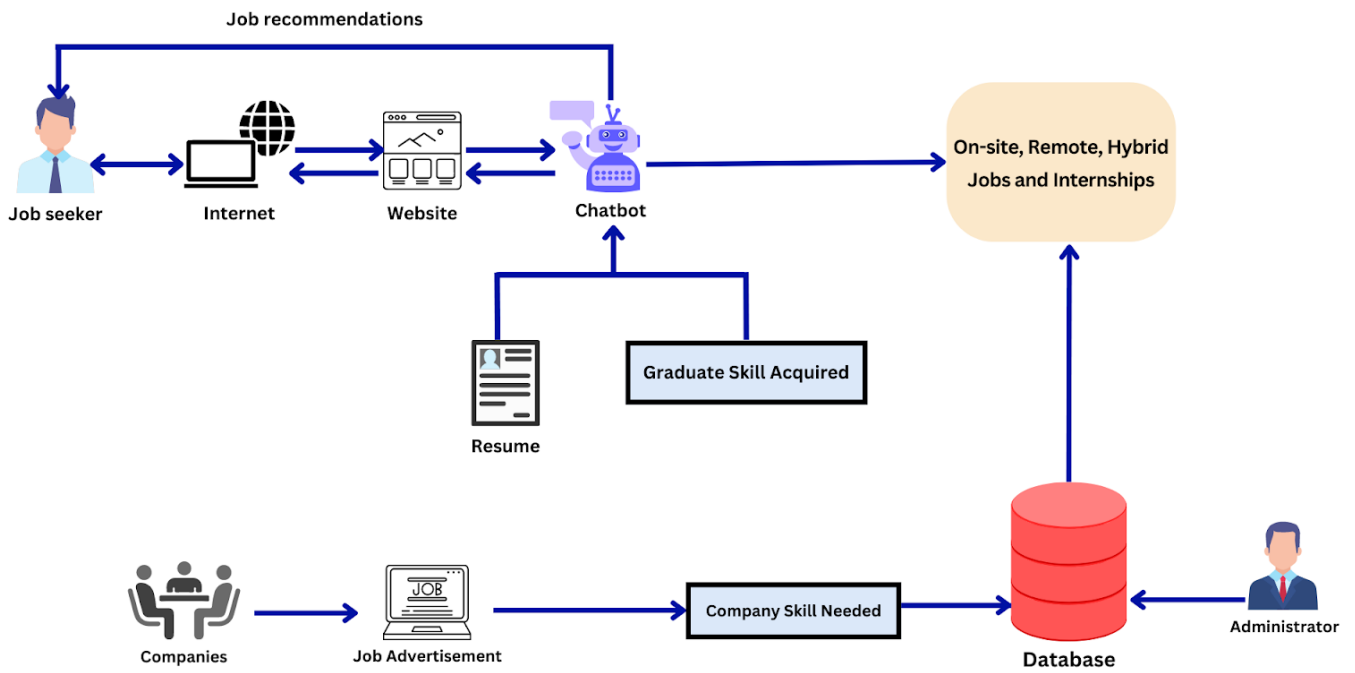 Job recommendations
Job seeker
Internet
Website
Chatbot
On-site, Remote, Hybrid
Jobs and Internships
Resume
Graduate Skill Acquired
Companies
JOB
Job Advertisement
Company Skill Needed
Database
Administrator